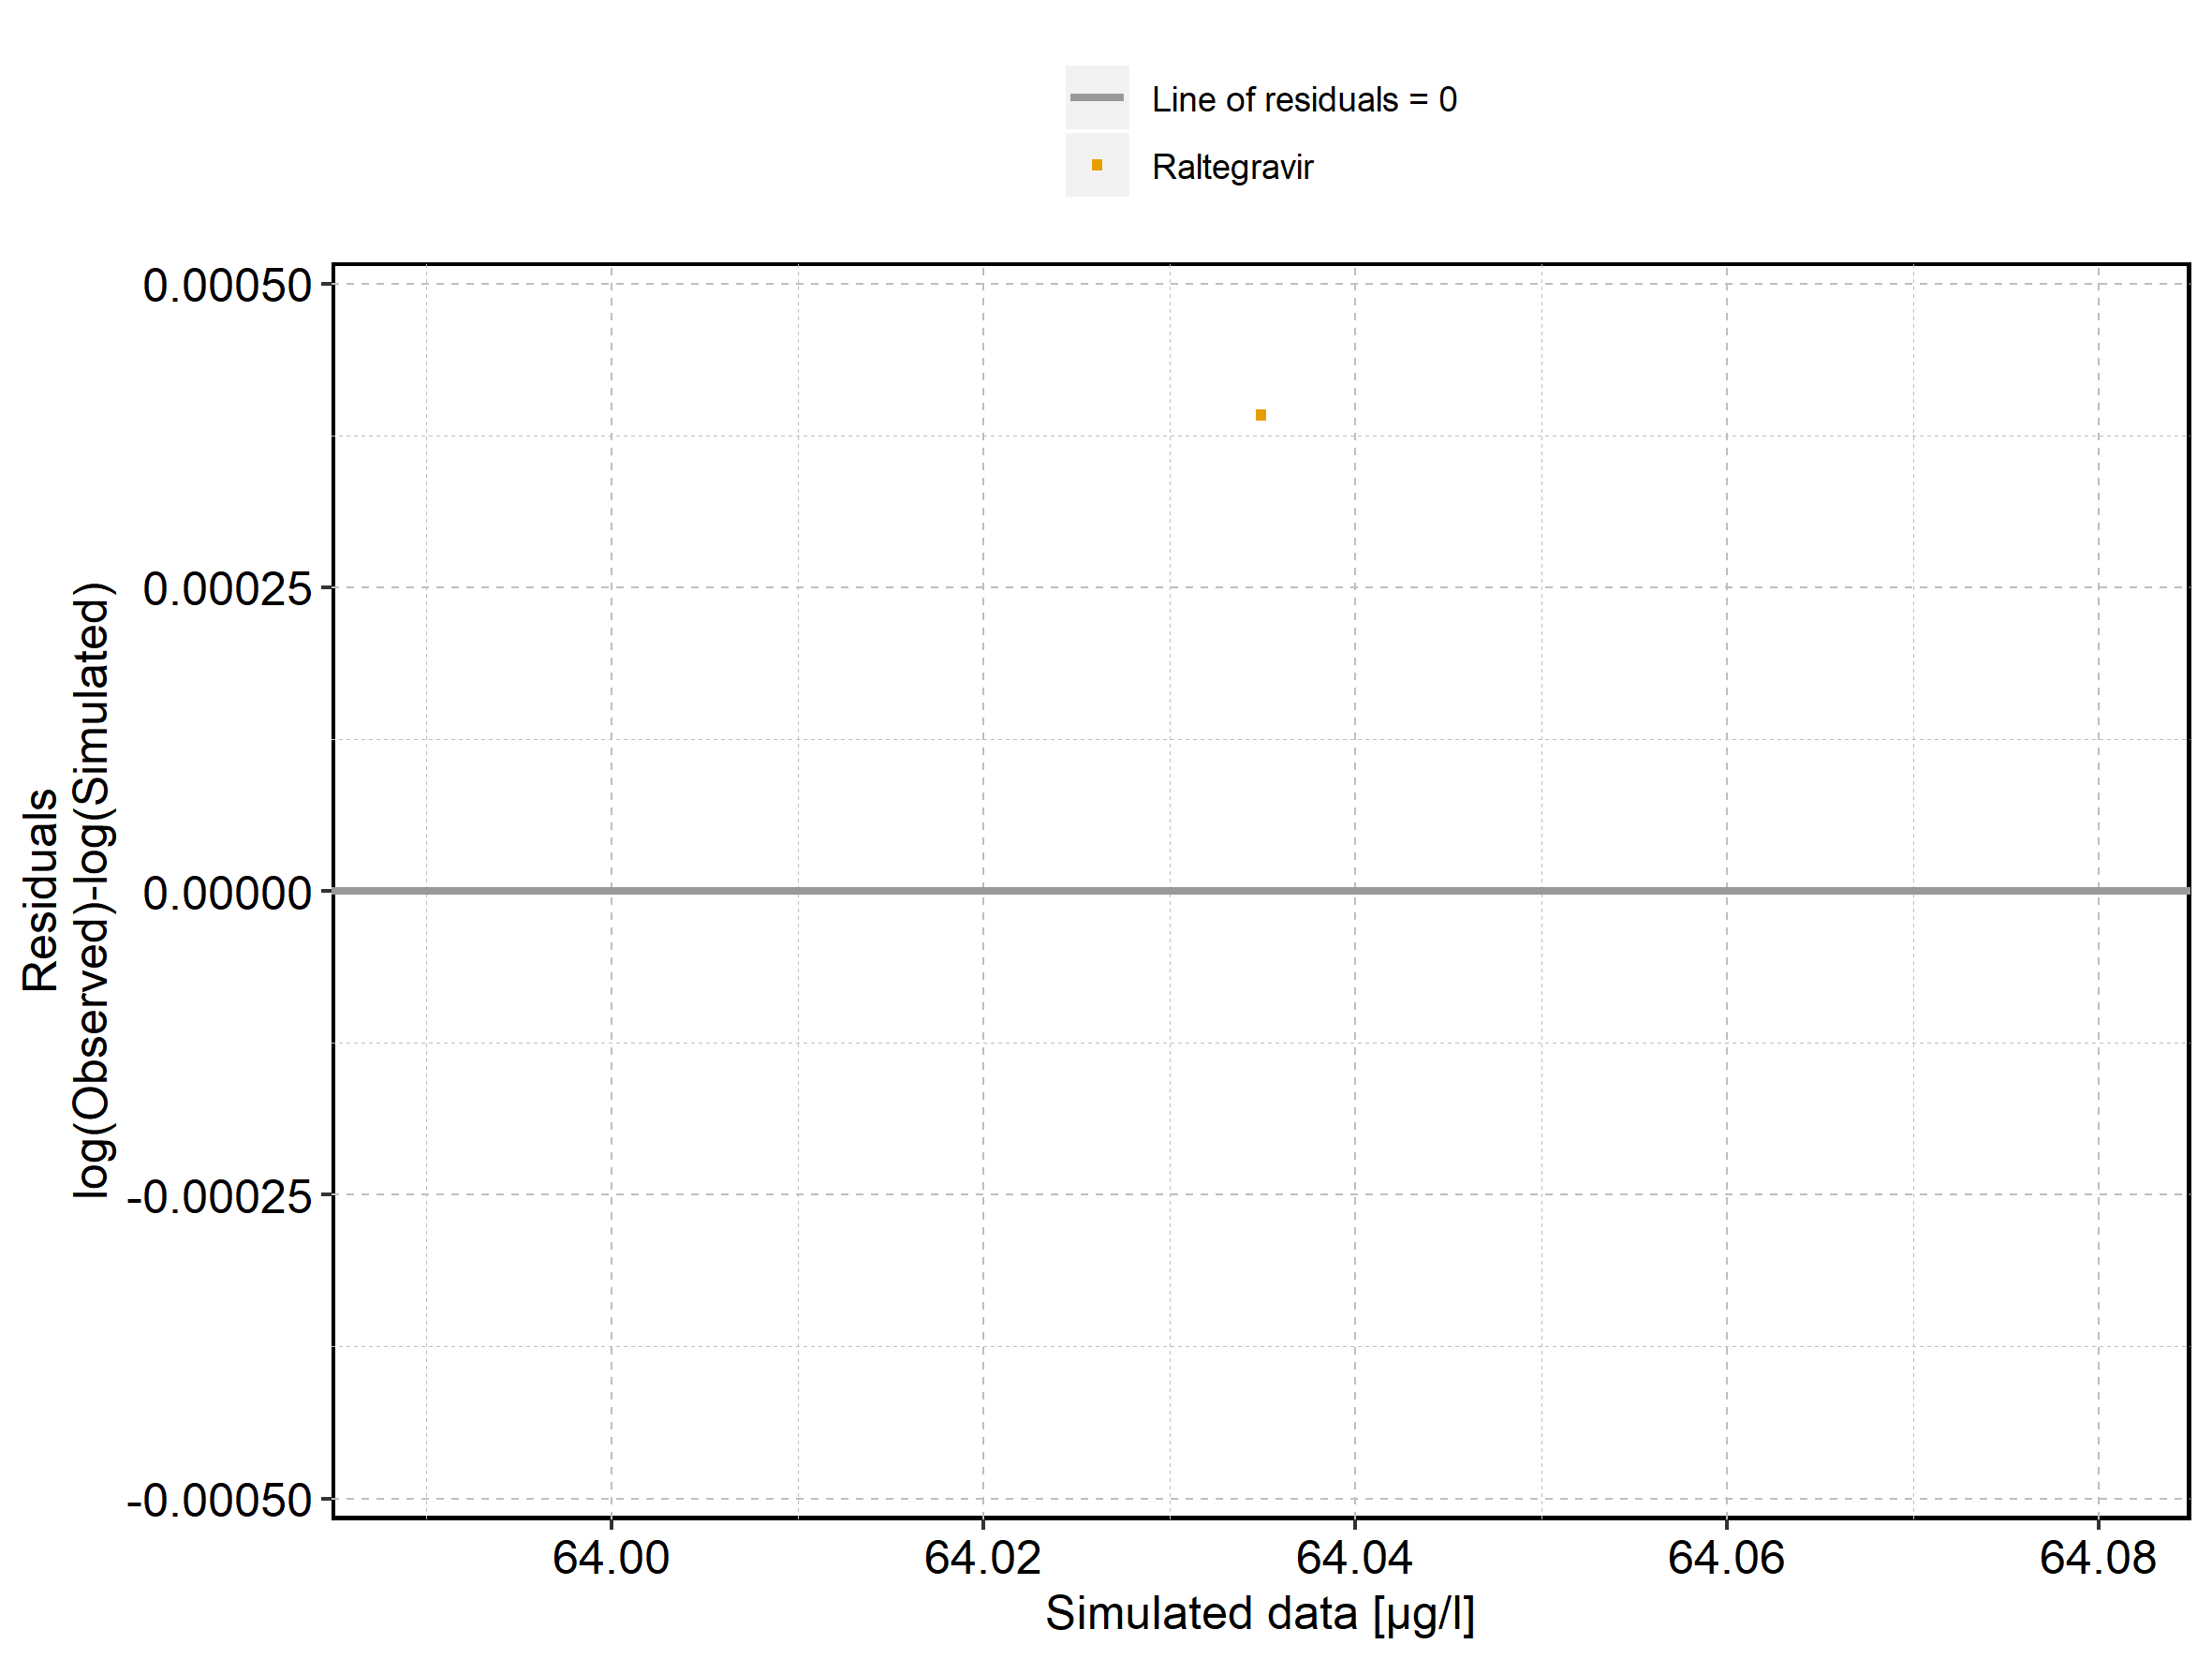 Line of residuals = 0
Raltegravir
0.00050
0.00025
0.00000
-0.00025
-0.00050
Residuals
log(Observed)-log(Simulated)
64.00
64.02
64.04
64.06
64.08
Simulated data [µg/l]